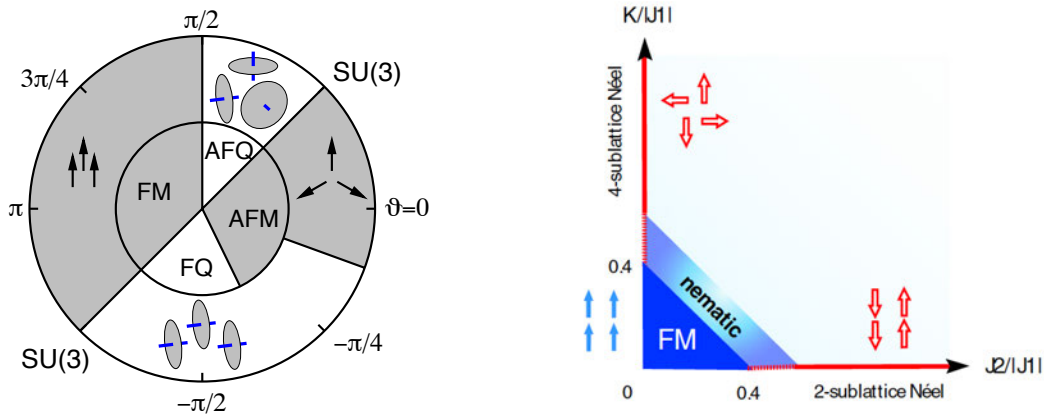 π/2
3π/4
SU(3)
AFQ
FM
AFM
π
ϑ=0
FQ
SU(3)
−π/4
−π/2
K/|J1|
4-sublattice Néel
0.4
nematic
FM
0
0.4
2-sublattice Néel
J2/|J1|